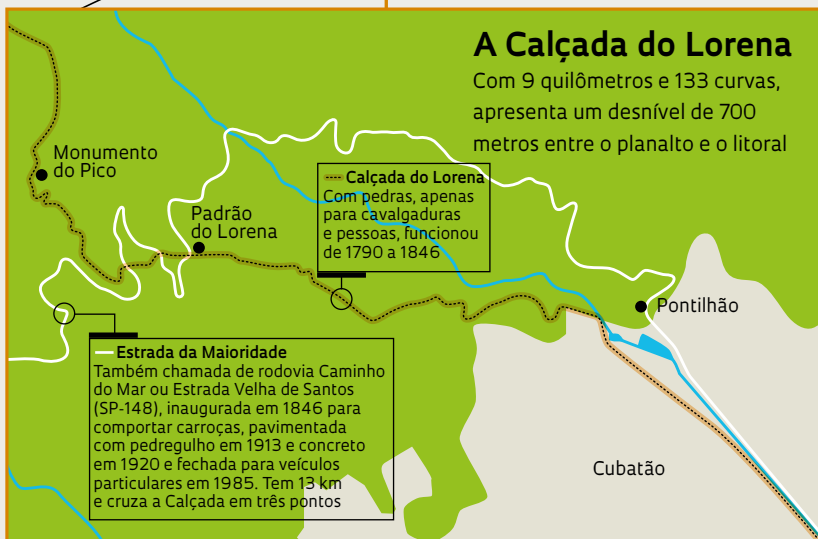 A Calçada do Lorena
Com 9 quilômetros e 133 curvas,
apresenta um desnível de 700
metros entre o planalto e o litoral
Monumento
do Pico
Padrão
do Lorena
Calçada do Lorena
Com pedras, apenas
para cavalgaduras
e pessoas, funcionou
de 1790 a 1846
Pontilhão
Estrada da Maioridade
Também chamada de rodovia Caminho
do Mar ou Estrada Velha de Santos
(SP-148), inaugurada em 1846 para
comportar carroças, pavimentada
com pedregulho em 1913 e concreto
em 1920 e fechada para veículos
particulares em 1985. Tem 13 km
e cruza a Calçada em três pontos
Cubatão